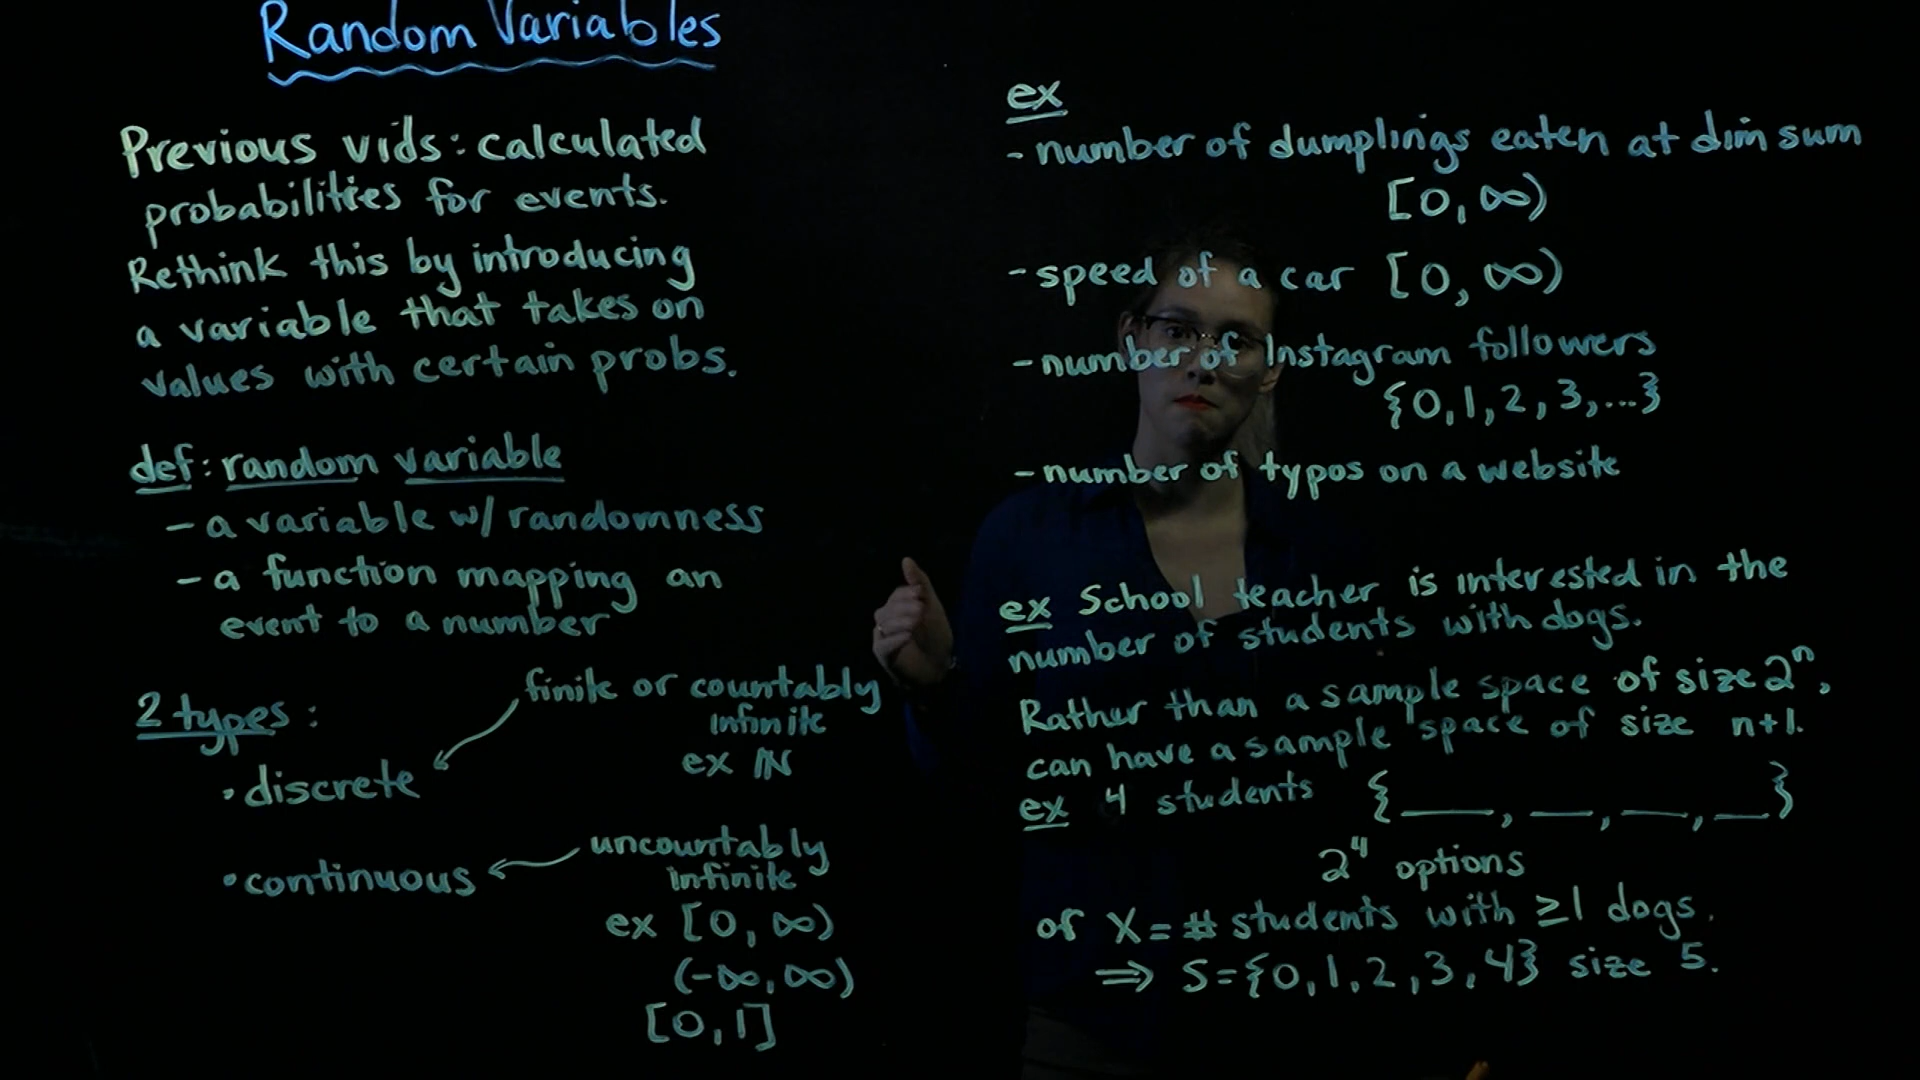 Random Variables
Previous vids: calculated
probabilities for events.
Rethink this by introducing
a variable that takes on
values with certain probs.
def: random variable
- a variable w/ randomness
- a function mapping an
event to a number
2 types:
finite or countably
infinite
ex ℕ
• discrete
uncountably
infinite
• continuous
ex [0, ∞)
(-∞, ∞)
[0, 1]
ex
- number of dumplings eaten at dim sum
[0, ∞)
- speed of a car [0, ∞)
- number of Instagram followers
{0, 1, 2, 3, ...}
- number of typos on a website
ex School teacher is interested in the
number of students with dogs.
Rather than a sample space of size 2ⁿ,
can have a sample space of size n+1.
ex 4 students {___, __, __, __}
2⁴ options
or X = # students with ≥1 dogs.
⇒ S={0, 1, 2, 3, 4} size 5.